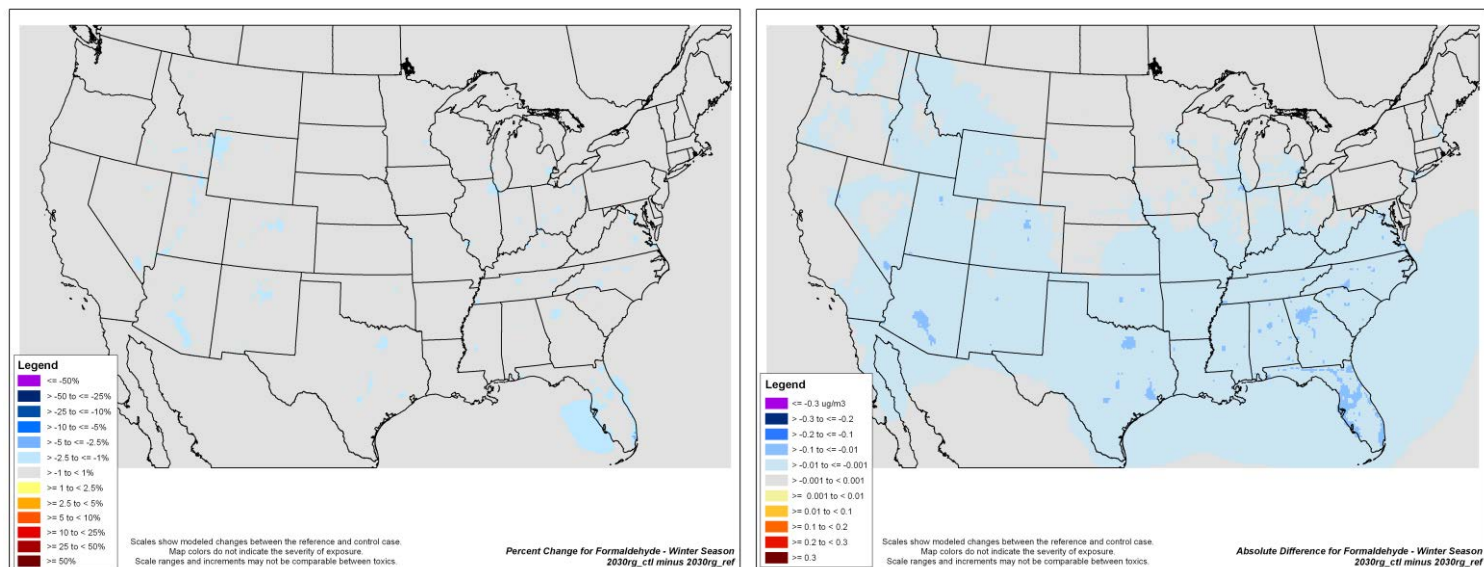 Legend
<= -50%
> -50 to <= -25%
> -25 to <= -10%
> -10 to <= -5%
> -5 to <= -2.5%
> -2.5 to <= -1%
> -1 to < 1%
>= 1 to < 2.5%
>= 2.5 to < 5%
>= 5 to < 10%
>= 10 to < 25%
>= 25 to < 50%
>= 50%
Scales show modeled changes between the reference and control case.
Map colors do not indicate the severity of exposure.
Scale ranges and increments may not be comparable between toxics.
Percent Change for Formaldehyde - Winter Season
2030rg_ctl minus 2030rg_ref
Legend
<= -0.3 ug/m3
> -0.3 to <= -0.2
> -0.2 to <= -0.1
> -0.1 to <= -0.01
> -0.01 to <= -0.001
> -0.001 to < 0.001
>= 0.001 to < 0.01
>= 0.01 to < 0.1
>= 0.1 to < 0.2
>= 0.2 to < 0.3
>= 0.3
Scales show modeled changes between the reference and control case.
Map colors do not indicate the severity of exposure.
Scale ranges and increments may not be comparable between toxics.
Absolute Difference for Formaldehyde - Winter Season
2030rg_ctl minus 2030rg_ref